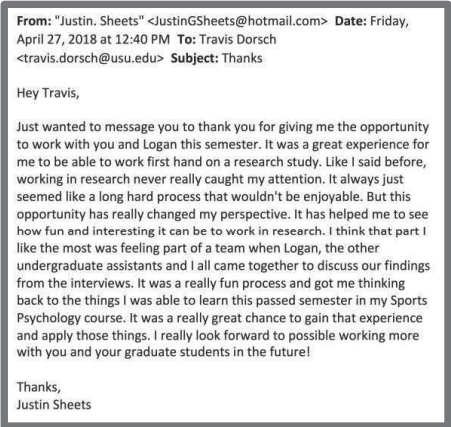 From: "Justin. Sheets" <JustinGSheets@hotmail.com> Date: Friday,
April 27, 2018 at 12:40 PM To: Travis Dorsch
<travis.dorsch@usu.edu> Subject: Thanks
Hey Travis,
Just wanted to message you to thank you for giving me the opportunity
to work with you and Logan this semester. It was a great experience for
me to be able to work first hand on a research study. Like I said before,
working in research never really caught my attention. It always just
seemed like a long hard process that wouldn't be enjoyable. But this
opportunity has really changed my perspective. It has helped me to see
how fun and interesting it can be to work in research. I think that part I
like the most was feeling part of a team when Logan, the other
undergraduate assistants and I all came together to discuss our findings
from the interviews. It was a really fun process and got me thinking
back to the things I was able to learn this passed semester in my Sports
Psychology course. It was a really great chance to gain that experience
and apply those things. I really look forward to possible working more
with you and your graduate students in the future!
Thanks,
Justin Sheets